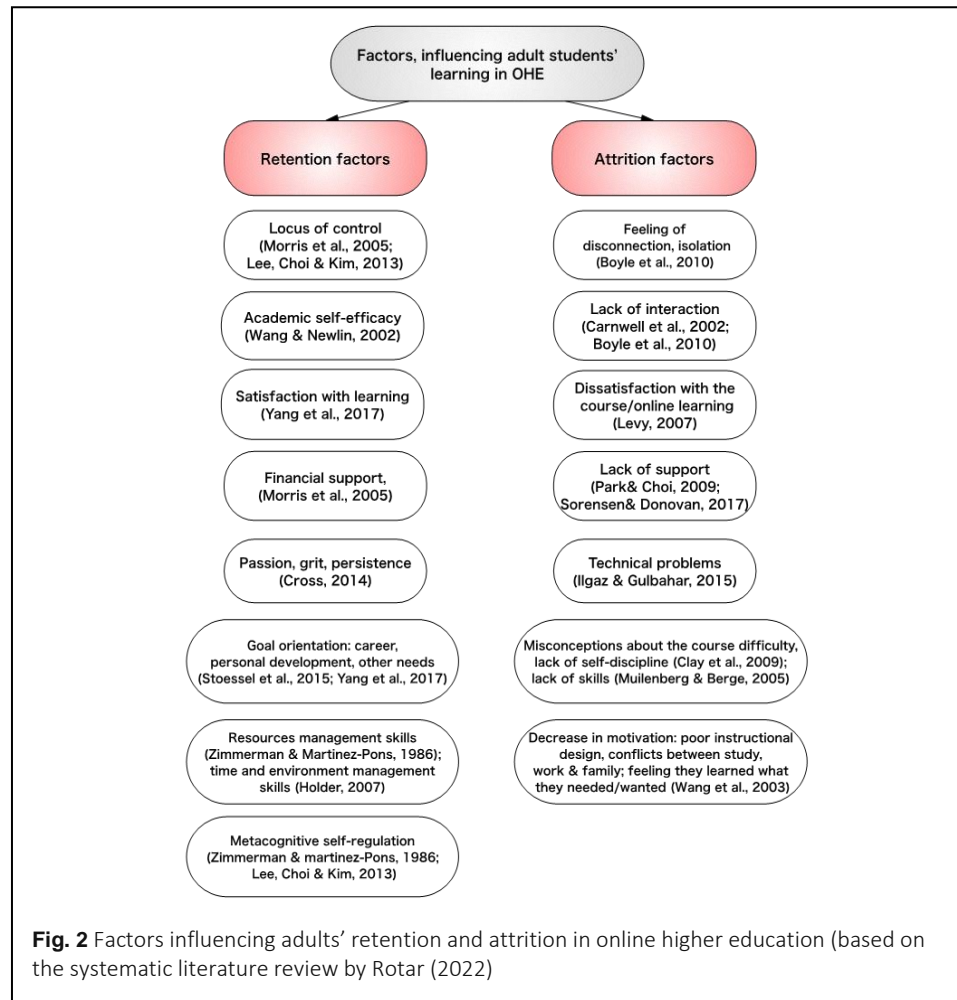 Factors, influencing adult students'
learning in OHE
Retention factors
Locus of control
(Morris et al., 2005;
Lee, Choi & Kim, 2013)
Academic self-efficacy
(Wang & Newlin, 2002)
Satisfaction with learning
(Yang et al., 2017)
Financial support,
(Morris et al., 2005)
Passion, grit, persistence
(Cross, 2014)
Goal orientation: career,
personal development, other needs
(Stoessel et al., 2015; Yang et al., 2017)
Resources management skills
(Zimmerman & Martinez-Pons, 1986);
time and environment management
skills (Holder, 2007)
Metacognitive self-regulation
(Zimmerman & martinez-Pons, 1986;
Lee, Choi & Kim, 2013)
Attrition factors
Feeling of
disconnection, isolation
(Boyle et al., 2010)
Lack of interaction
(Carnwell et al., 2002;
Boyle et al., 2010)
Dissatisfaction with the
course/online learning
(Levy, 2007)
Lack of support
(Park& Choi, 2009;
Sorensen& Donovan, 2017)
Technical problems
(Ilgaz & Gulbahar, 2015)
Misconceptions about the course difficulty,
lack of self-discipline (Clay et al., 2009);
lack of skills (Muilenberg & Berge, 2005)
Decrease in motivation: poor instructional
design, conflicts between study,
work & family; feeling they learned what
they needed/wanted (Wang et al., 2003)
Fig. 2 Factors influencing adults' retention and attrition in online higher education (based on
the systematic literature review by Rotar (2022)